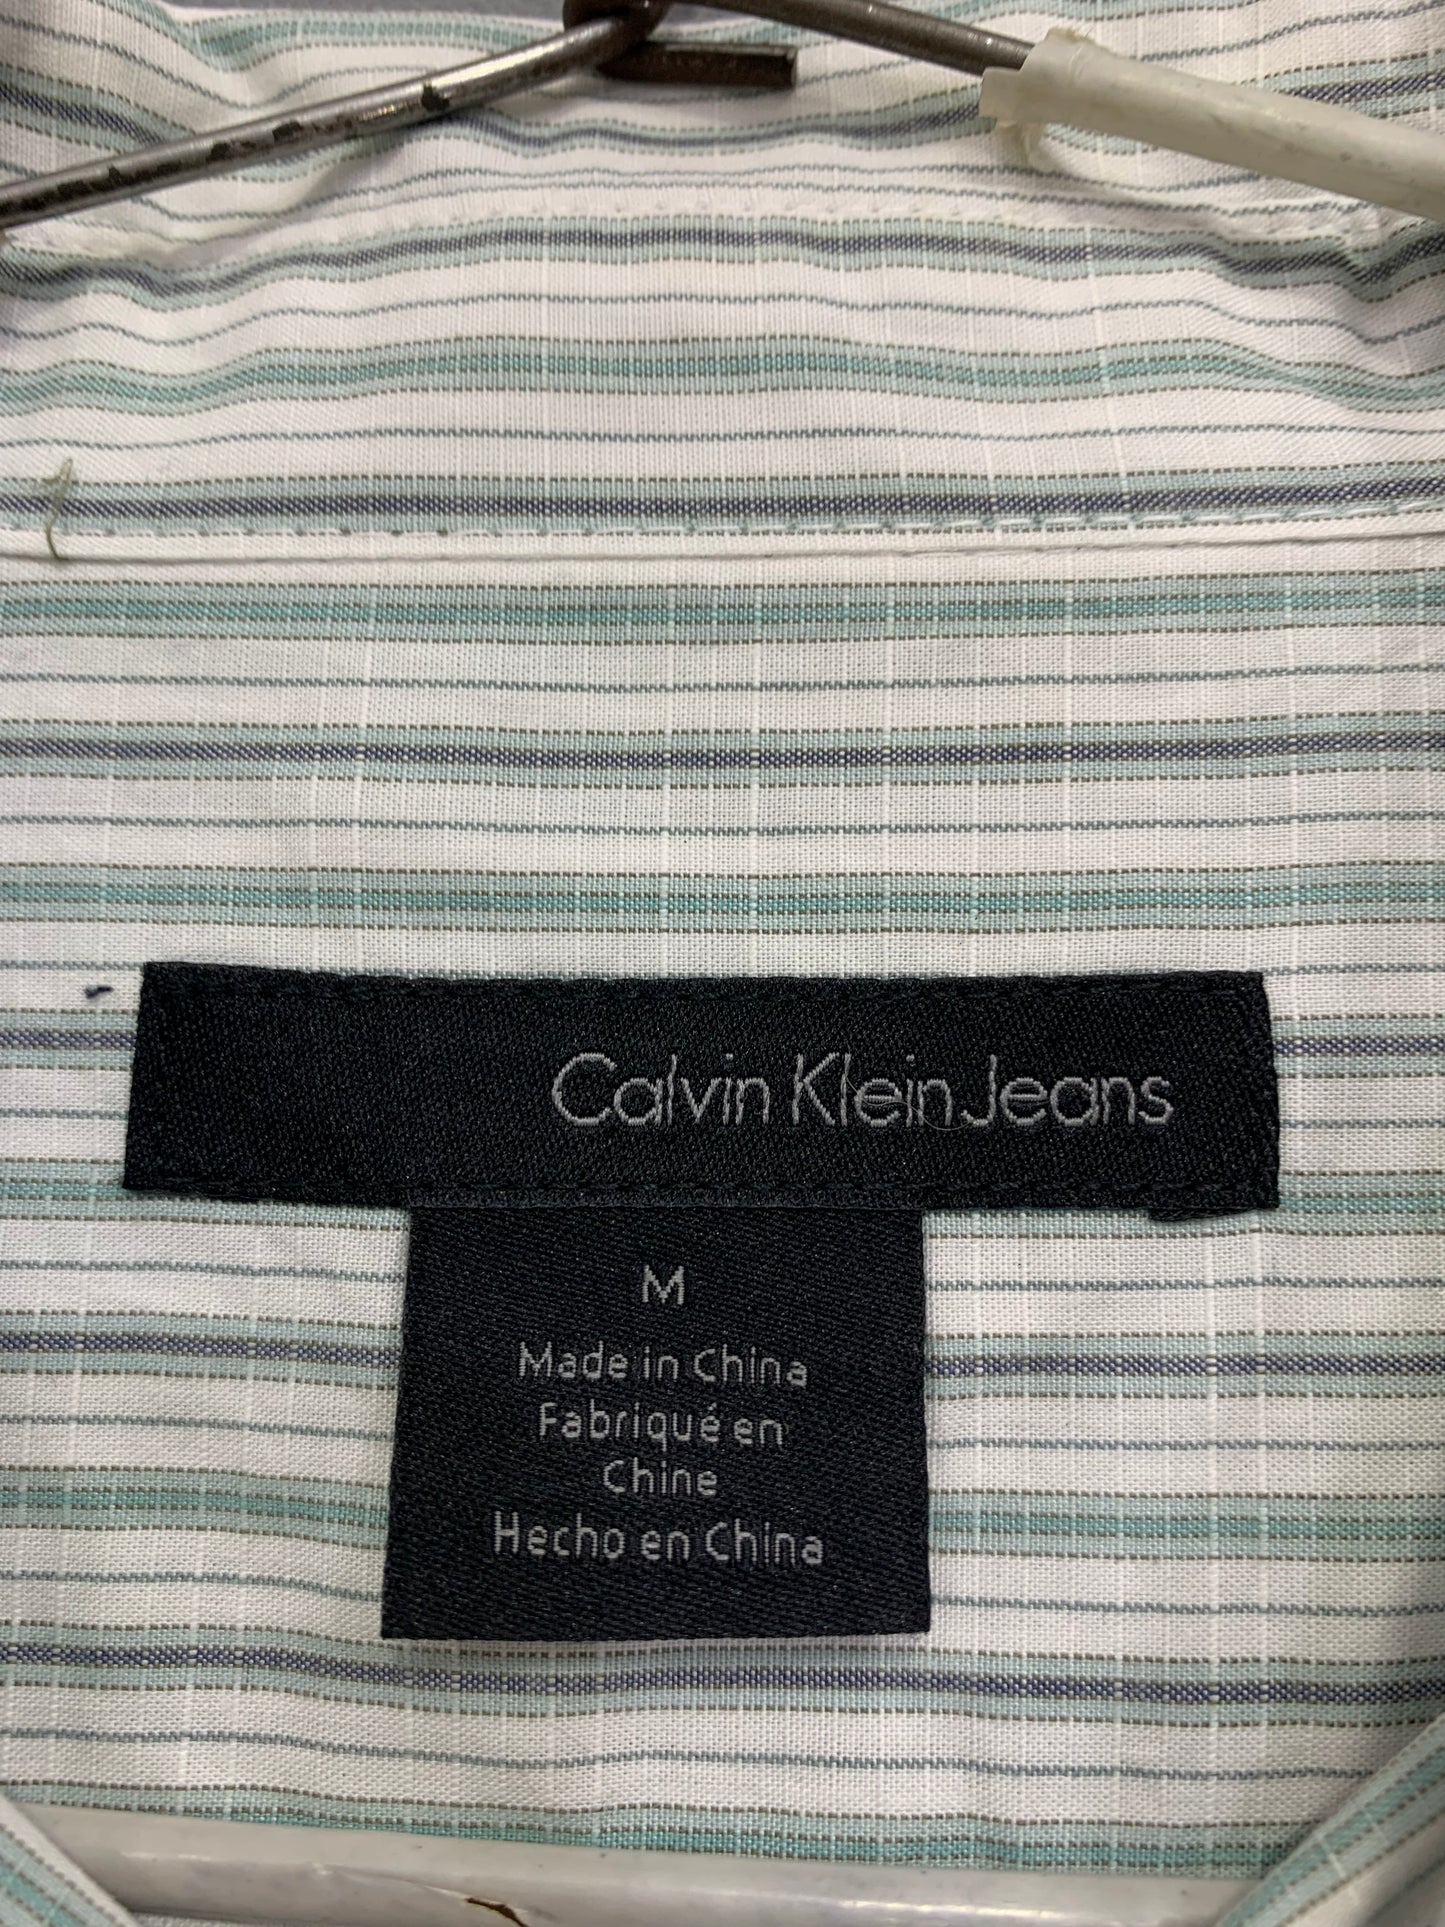 Calvin Klein Jeans
M
Made in China
Fabriqué en
Chine
Hecho en China